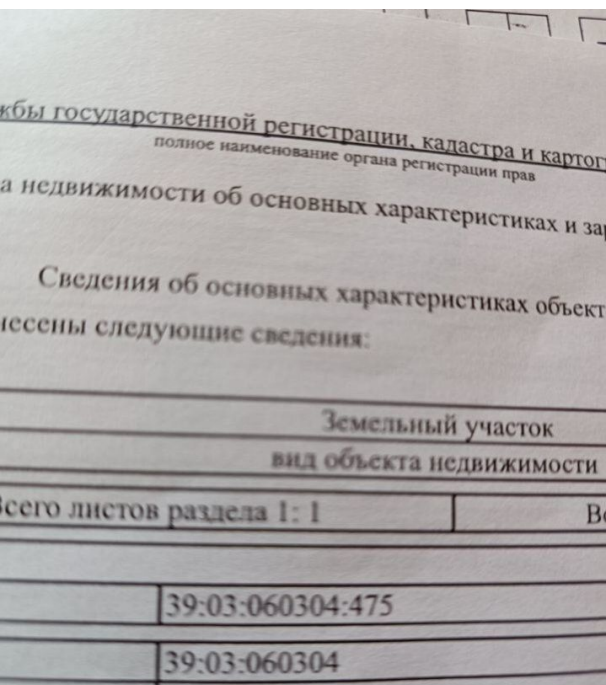 жбы государственной регистрации, кадастра и картог
полное наименование органа регистрации прав
а недвижимости об основных характеристиках и зар
Сведения об основных характеристиках объект
несены следующие сведения:
Земельный участок
вид объекта недвижимости
Всего листов раздела 1: 1 Вс
39:03:060304:475
39:03:060304